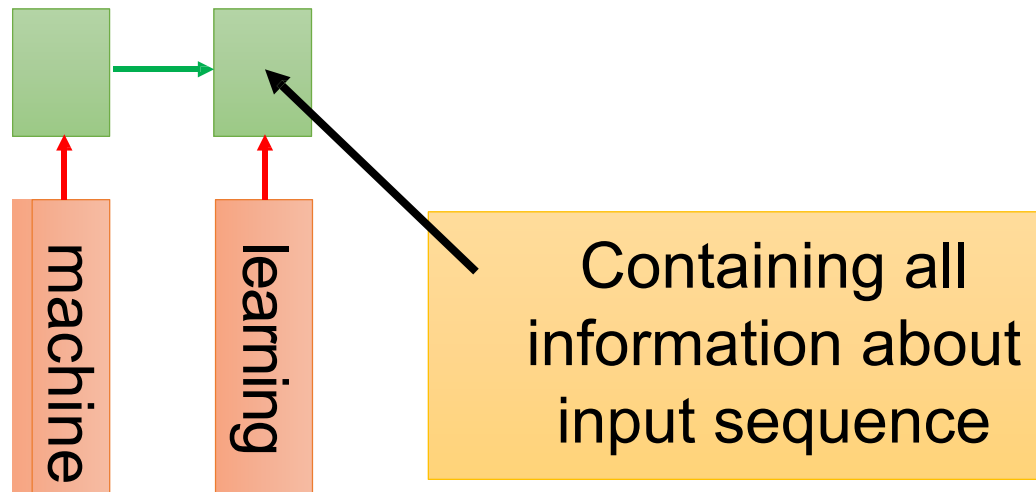 machine
learning
Containing all
information about
input sequence